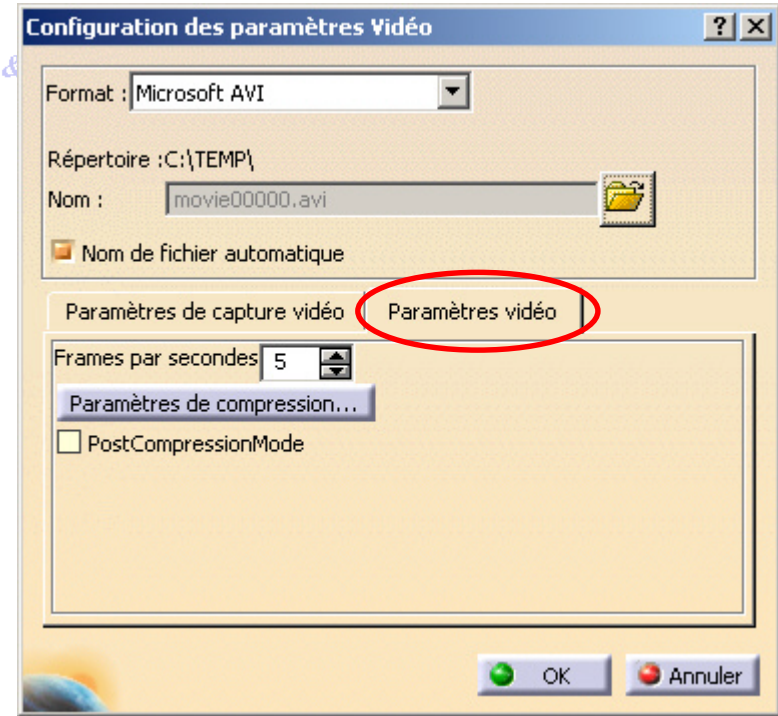 Configuration des paramètres Vidéo
&
Format : Microsoft AVI
Répertoire :C:\TEMP\
Nom : movie00000.avi
Nom de fichier automatique
Paramètres de capture vidéo Paramètres vidéo
Frames par secondes 5
Paramètres de compression...
PostCompressionMode
OK Annuler